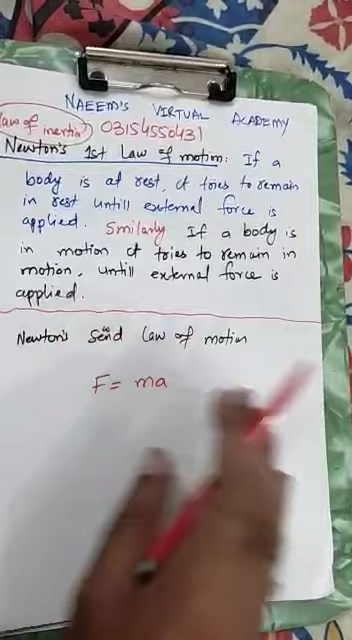 NAEEM'S VIRTUAL ACADEMY
(law of inertia) 03154550431
Newton's 1st Law of motion: If a
body is at rest, it tries to remain
in rest untill external force is
applied. Smilarly If a body is
in motion it tries to remain in
motion, untill external force is
applied.
Newton's law of motion
F = ma